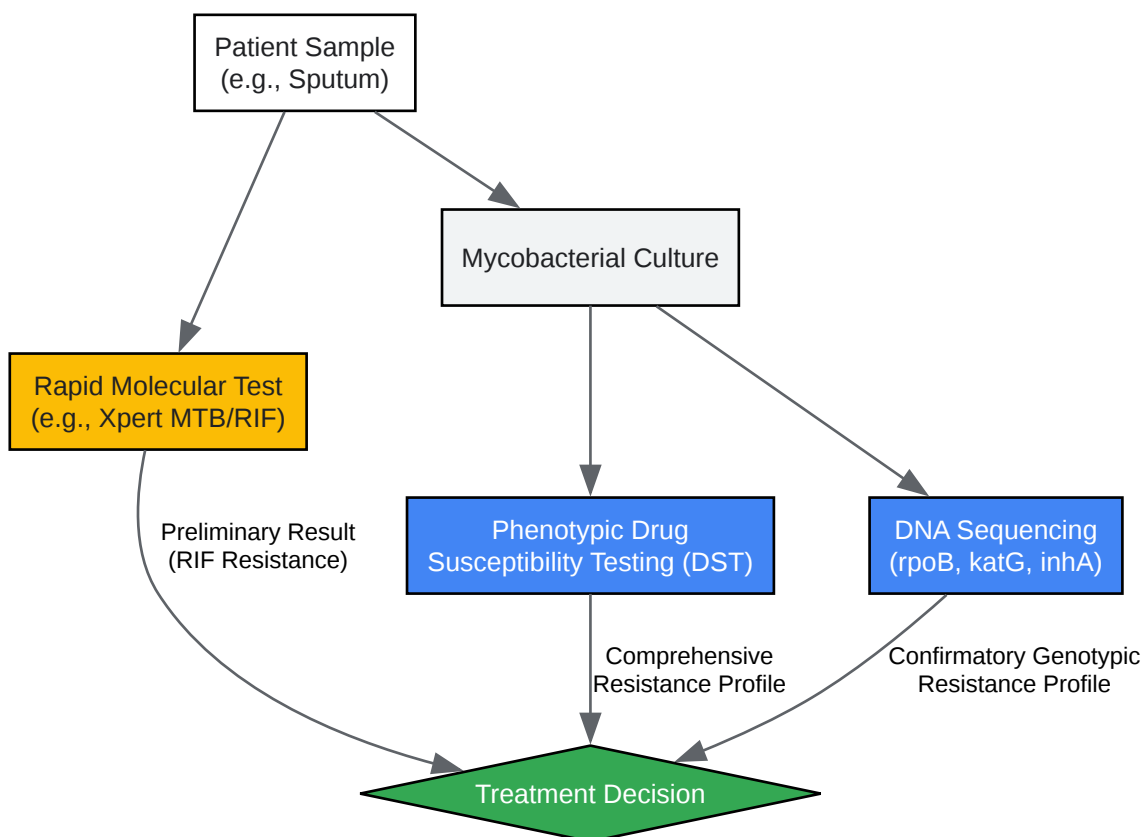 Patient Sample
(e.g., Sputum)
Mycobacterial Culture
Rapid Molecular Test
(e.g., Xpert MTB/RIF)
Preliminary Result
(RIF Resistance)
Phenotypic Drug
Susceptibility Testing (DST)
DNA Sequencing
(rpoB, katG, inhA)
Comprehensive
Resistance Profile
Confirmatory Genotypic
Resistance Profile
Treatment Decision